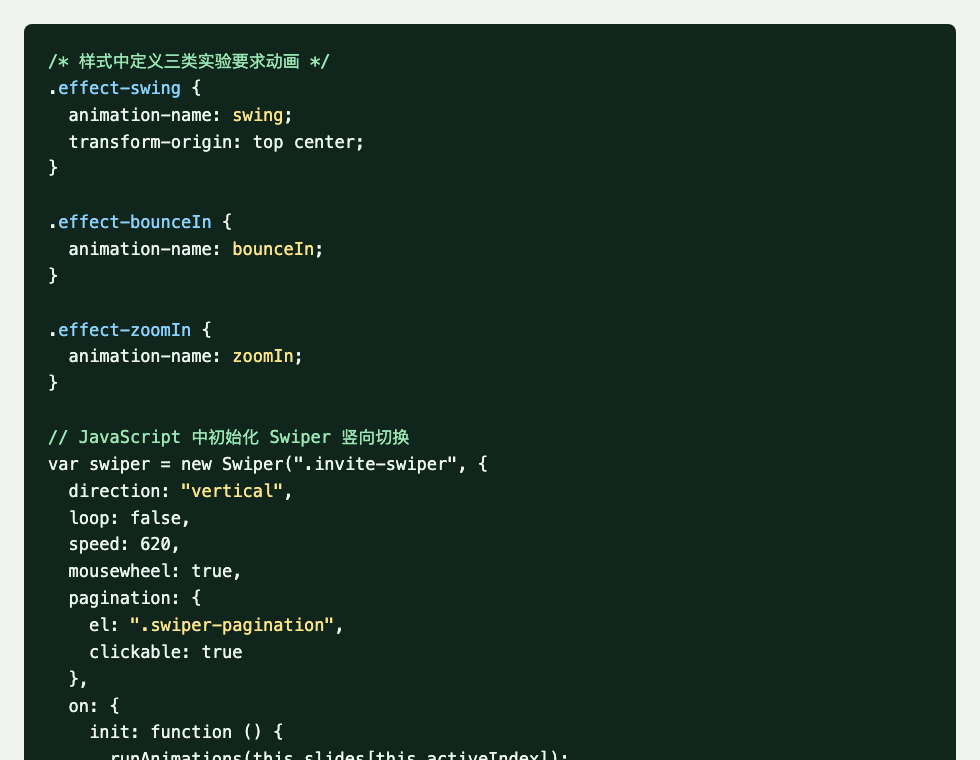 /* 样式中定义三类实验要求动画 */
.effect-swing {
  animation-name: swing;
  transform-origin: top center;
}

.effect-bounceIn {
  animation-name: bounceIn;
}

.effect-zoomIn {
  animation-name: zoomIn;
}

// JavaScript 中初始化 Swiper 竖向切换
var swiper = new Swiper(".invite-swiper", {
  direction: "vertical",
  loop: false,
  speed: 620,
  mousewheel: true,
  pagination: {
    el: ".swiper-pagination",
    clickable: true
  },
  on: {
    init: function () {
      runAnimations(this.slides[this.activeIndex]);